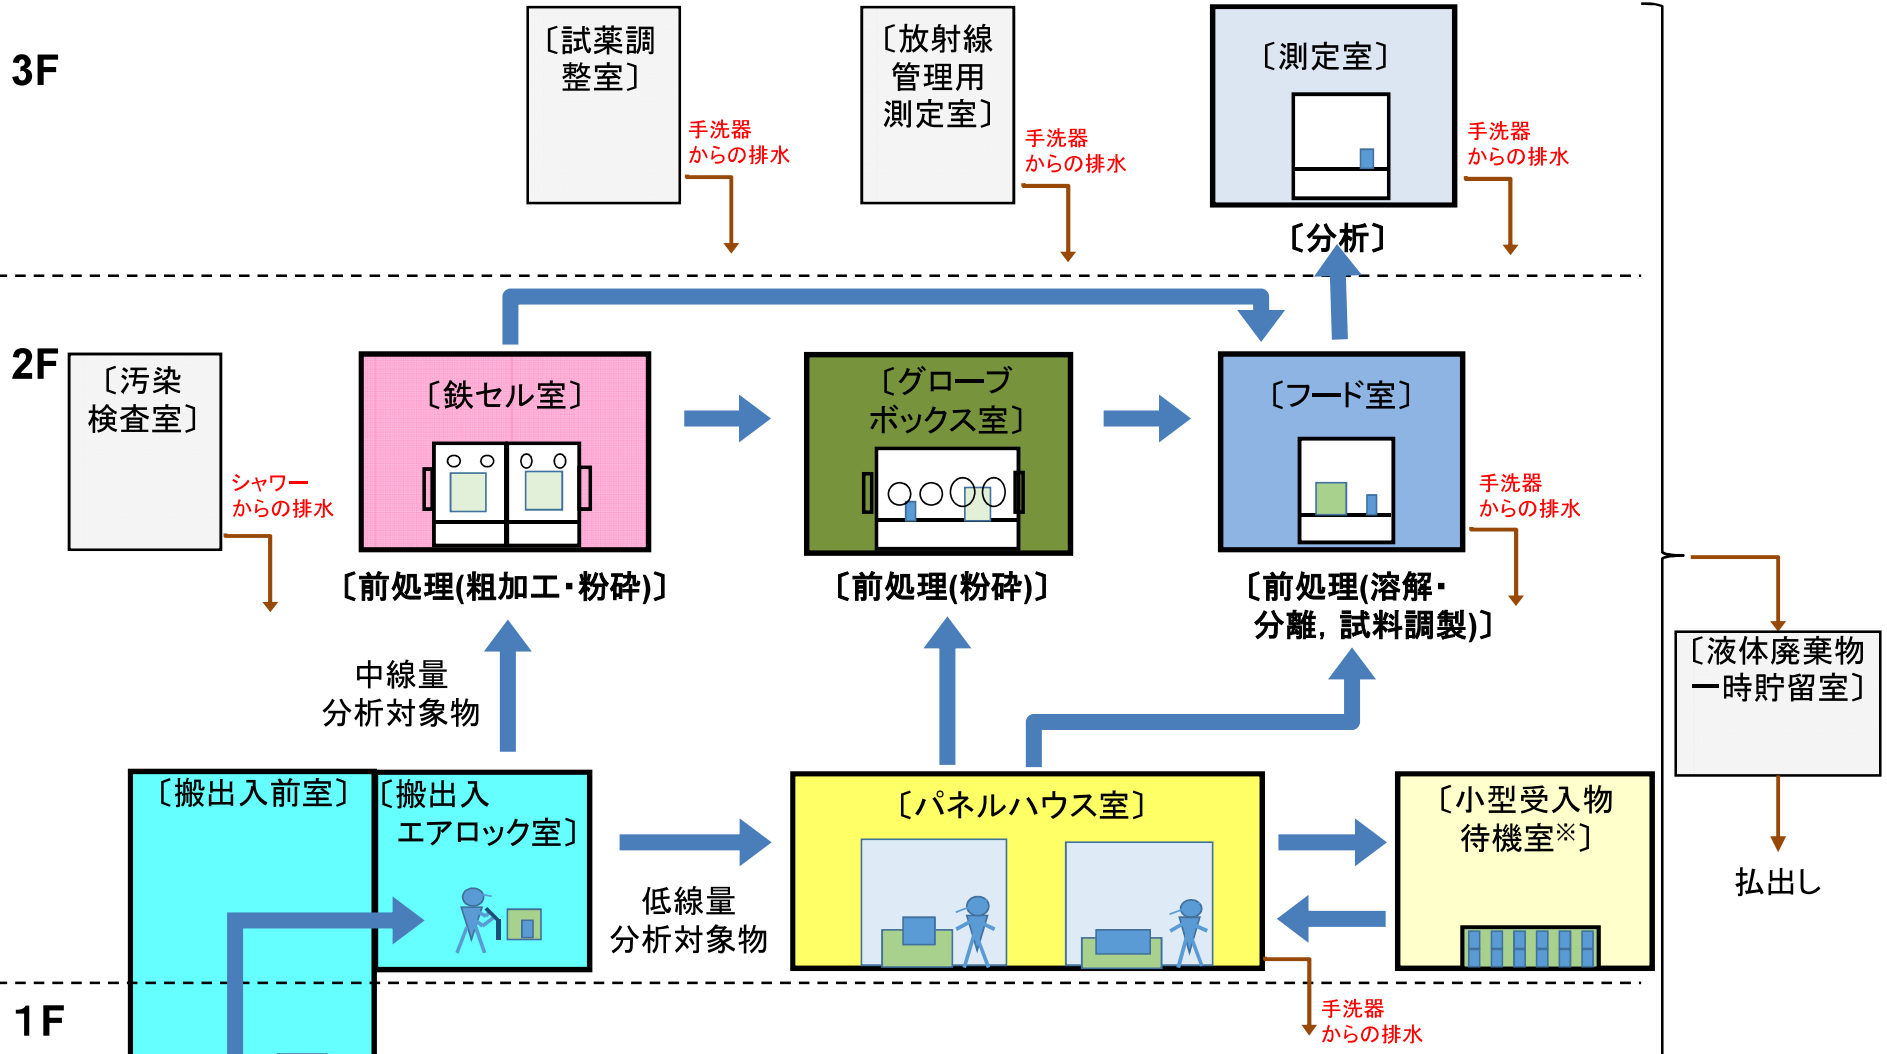 3F
〔試薬調
整室〕
手洗器
からの排水
〔放射線
管理用
測定室〕
手洗器
からの排水
〔測定室〕
手洗器
からの排水
〔分析〕
2F
〔汚染
検査室〕
シャワー
からの排水
〔鉄セル室〕
〔前処理(粗加工・粉砕)〕
〔グローブ
ボックス室〕
〔前処理(粉砕)〕
〔フード室〕
手洗器
からの排水
〔前処理(溶解・
分離，試料調製)〕
中線量
分析対象物
〔液体廃棄物
一時貯留室〕
払出し
〔搬出入前室〕
〔搬出入
エアロック室〕
低線量
分析対象物
〔パネルハウス室〕
〔小型受入物
待機室※〕
手洗器
からの排水
1F